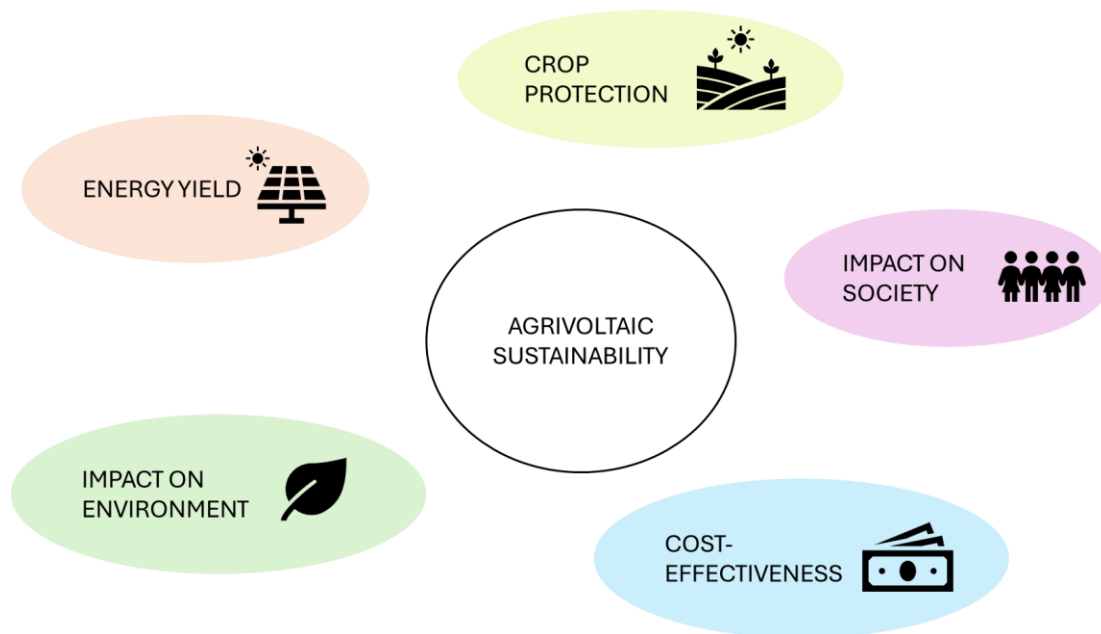 CROP
PROTECTION
ENERGY YIELD
IMPACT ON
SOCIETY
AGRIVOLTAIC
SUSTAINABILITY
IMPACT ON
ENVIRONMENT
COST-
EFFECTIVENESS